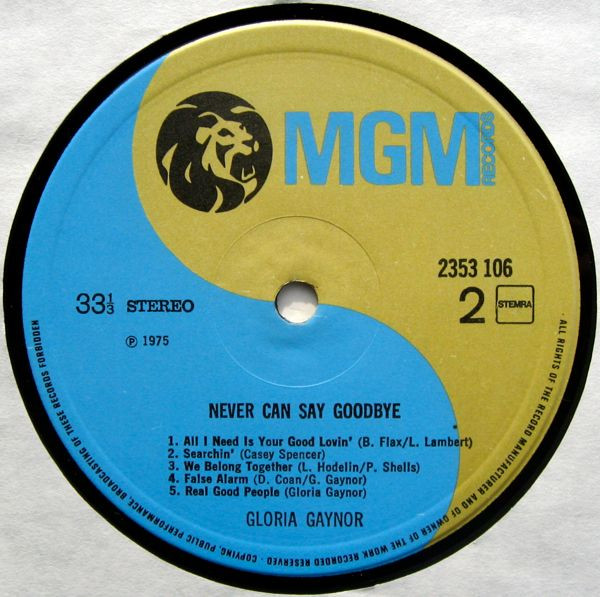 MGM
RECORDS
2353 106
33⅓ STEREO
2
STEMRA
℗ 1975
NEVER CAN SAY GOODBYE
1. All I Need Is Your Good Lovin' (B. Flax/L. Lambert)
2. Searchin' (Casey Spencer)
3. We Belong Together (L. Hodelin/P. Shells)
4. False Alarm (D. Coan/G. Gaynor)
5. Real Good People (Gloria Gaynor)
GLORIA GAYNOR
· ALL RIGHTS OF THE RECORD MANUFACTURER AND OF OWNER OF THE WORK RECORDED RESERVED · COPYING, PUBLIC PERFORMANCE, BROADCASTING OF THESE RECORDS FORBIDDEN